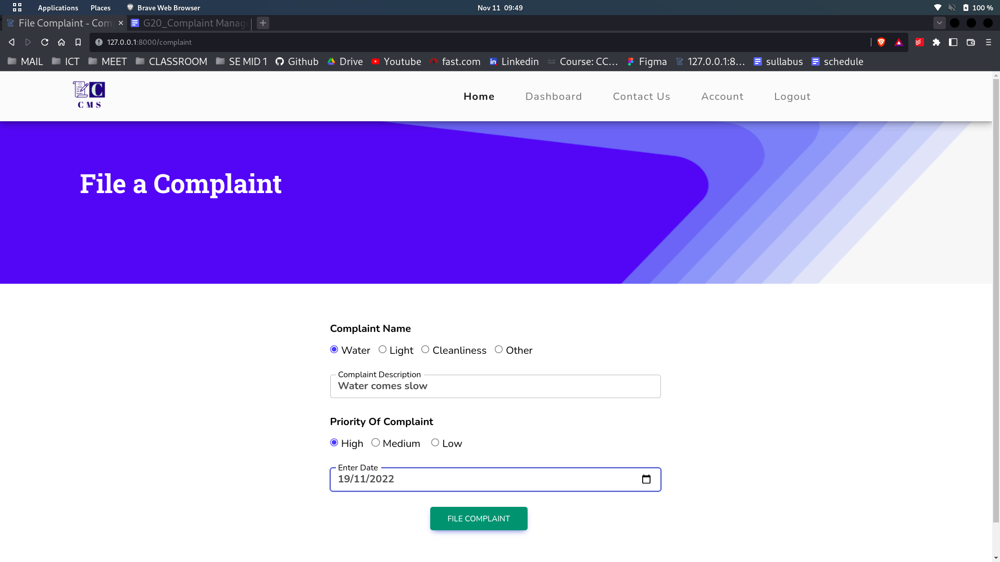 Applications Places Brave Web Browser Nov 11 09:49 100 %
File Complaint - Com G20_Complaint Manag
127.0.0.1:8000/complaint
MAIL ICT MEET CLASSROOM SE MID 1 Github Drive Youtube fast.com Linkedin Course: CC... Figma 127.0.0.1:8... sullabus schedule
C
CMS
Home Dashboard Contact Us Account Logout
File a Complaint
Complaint Name
Water Light Cleanliness Other
Complaint Description
Water comes slow
Priority Of Complaint
High Medium Low
Enter Date
19/11/2022
FILE COMPLAINT